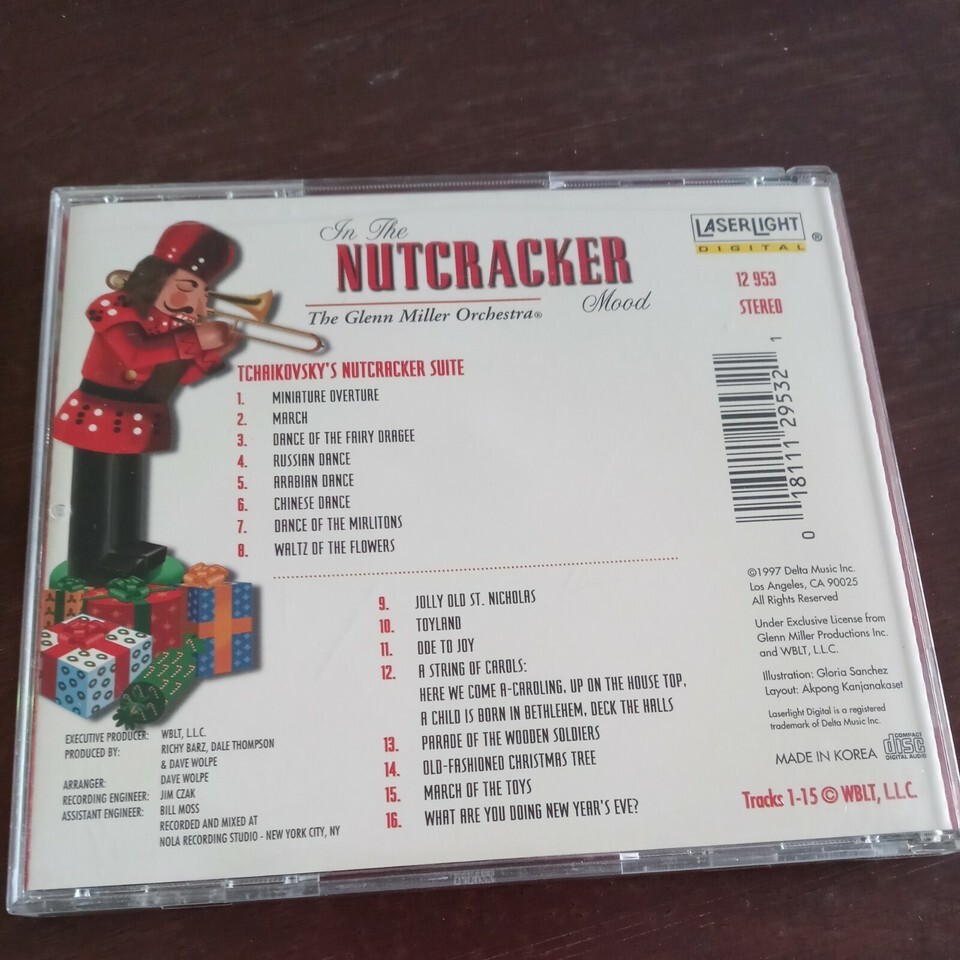 In The
NUTCRACKER
Mood
The Glenn Miller Orchestra®
LASERLIGHT ®
DIGITAL
12 953
STEREO
TCHAIKOVSKY'S NUTCRACKER SUITE
1. MINIATURE OVERTURE
2. MARCH
3. DANCE OF THE FAIRY DRAGEE
4. RUSSIAN DANCE
5. ARABIAN DANCE
6. CHINESE DANCE
7. DANCE OF THE MIRLITONS
8. WALTZ OF THE FLOWERS
9. JOLLY OLD ST. NICHOLAS
10. TOYLAND
11. ODE TO JOY
12. A STRING OF CAROLS:
HERE WE COME A-CAROLING, UP ON THE HOUSE TOP,
A CHILD IS BORN IN BETHLEHEM, DECK THE HALLS
13. PARADE OF THE WOODEN SOLDIERS
14. OLD-FASHIONED CHRISTMAS TREE
15. MARCH OF THE TOYS
16. WHAT ARE YOU DOING NEW YEAR'S EVE?
EXECUTIVE PRODUCER: WBLT, L.L.C.
PRODUCED BY: RICHY BARZ, DALE THOMPSON
& DAVE WOLPE
ARRANGER: DAVE WOLPE
RECORDING ENGINEER: JIM CZAK
ASSISTANT ENGINEER: BILL MOSS
RECORDED AND MIXED AT
NOLA RECORDING STUDIO - NEW YORK CITY, NY
0 18111 29532 1
©1997 Delta Music Inc.
Los Angeles, CA 90025
All Rights Reserved
Under Exclusive License from
Glenn Miller Productions Inc.
and WBLT, L.L.C.
Illustration: Gloria Sanchez
Layout: Akpong Kanjanakaset
Laserlight Digital is a registered
trademark of Delta Music Inc.
MADE IN KOREA
COMPACT
disc
DIGITAL AUDIO
Tracks 1-15 © WBLT, L.L.C.